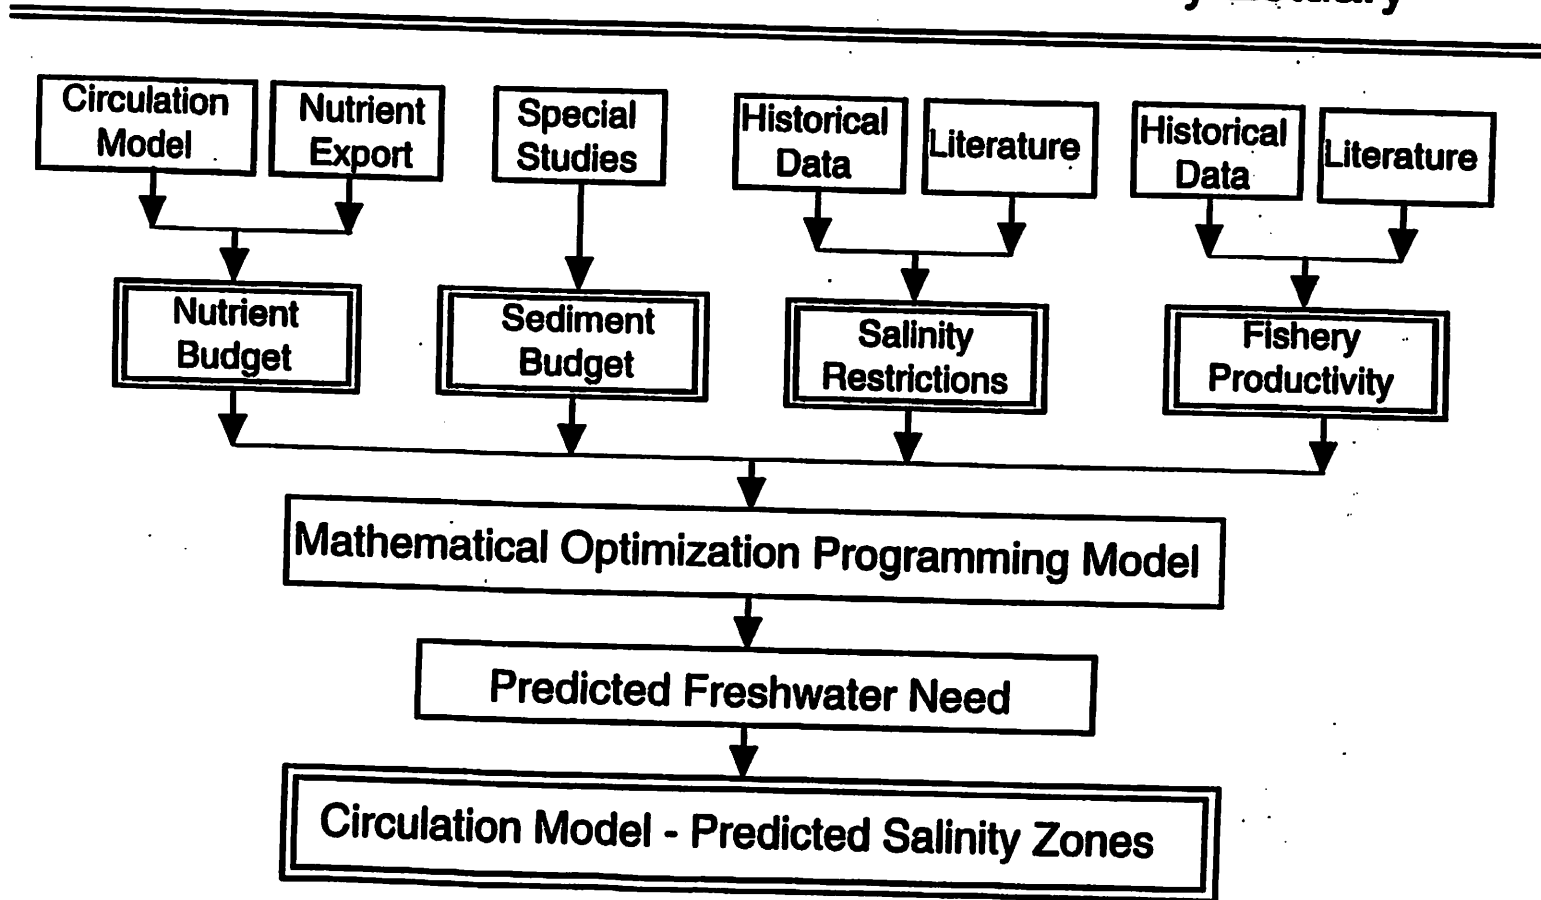 Circulation
Model
Nutrient
Export
Special
Studies
Historical
Data
Literature
Historical
Data
Literature
Nutrient
Budget
Sediment
Budget
Salinity
Restrictions
Fishery
Productivity
Mathematical Optimization Programming Model
Predicted Freshwater Need
Circulation Model - Predicted Salinity Zones